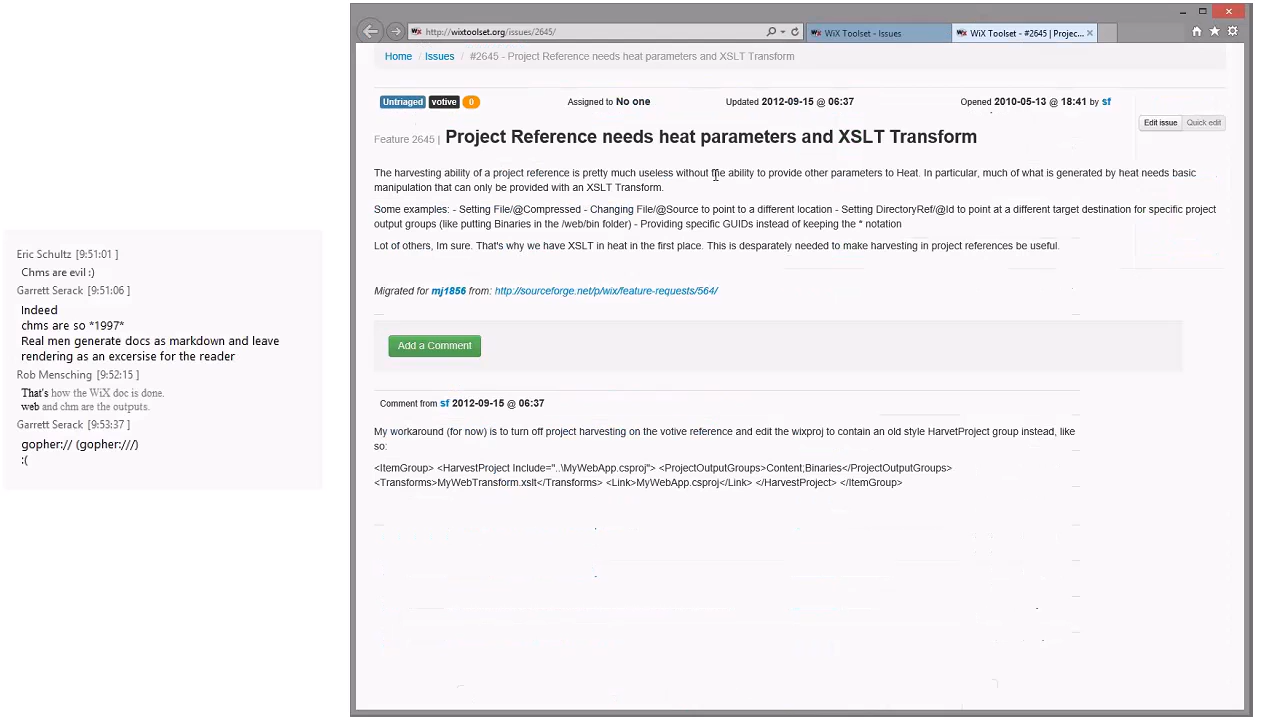 Eric Schultz [9:51:01 ]
Chms are evil :)
Garrett Serack [9:51:06 ]
Indeed
chms are so *1997*
Real men generate docs as markdown and leave
rendering as an excersise for the reader
Rob Mensching [9:52:15 ]
That's how the WiX doc is done.
web and chm are the outputs.
Garrett Serack [9:53:37 ]
gopher:// (gopher:///)
:(
http://wixtoolset.org/issues/2645/
WiX Toolset - Issues
WiX Toolset - #2645 | Projec...
Home / Issues / #2645 - Project Reference needs heat parameters and XSLT Transform
Untriaged votive 0
Assigned to No one
Updated 2012-09-15 @ 06:37
Opened 2010-05-13 @ 18:41 by sf
Edit issue Quick edit
Feature 2645 | Project Reference needs heat parameters and XSLT Transform
The harvesting ability of a project reference is pretty much useless without the ability to provide other parameters to Heat. In particular, much of what is generated by heat needs basic
manipulation that can only be provided with an XSLT Transform.
Some examples: - Setting File/@Compressed - Changing File/@Source to point to a different location - Setting DirectoryRef/@Id to point at a different target destination for specific project
output groups (like putting Binaries in the /web/bin folder) - Providing specific GUIDs instead of keeping the * notation
Lot of others, Im sure. That's why we have XSLT in heat in the first place. This is desparately needed to make harvesting in project references be useful.
Migrated for mj1856 from: http://sourceforge.net/p/wix/feature-requests/564/
Add a Comment
Comment from sf 2012-09-15 @ 06:37
My workaround (for now) is to turn off project harvesting on the votive reference and edit the wixproj to contain an old style HarvetProject group instead, like
so:
<ItemGroup> <HarvestProject Include="..\MyWebApp.csproj"> <ProjectOutputGroups>Content;Binaries</ProjectOutputGroups>
<Transforms>MyWebTransform.xslt</Transforms> <Link>MyWebApp.csproj</Link> </HarvestProject> </ItemGroup>